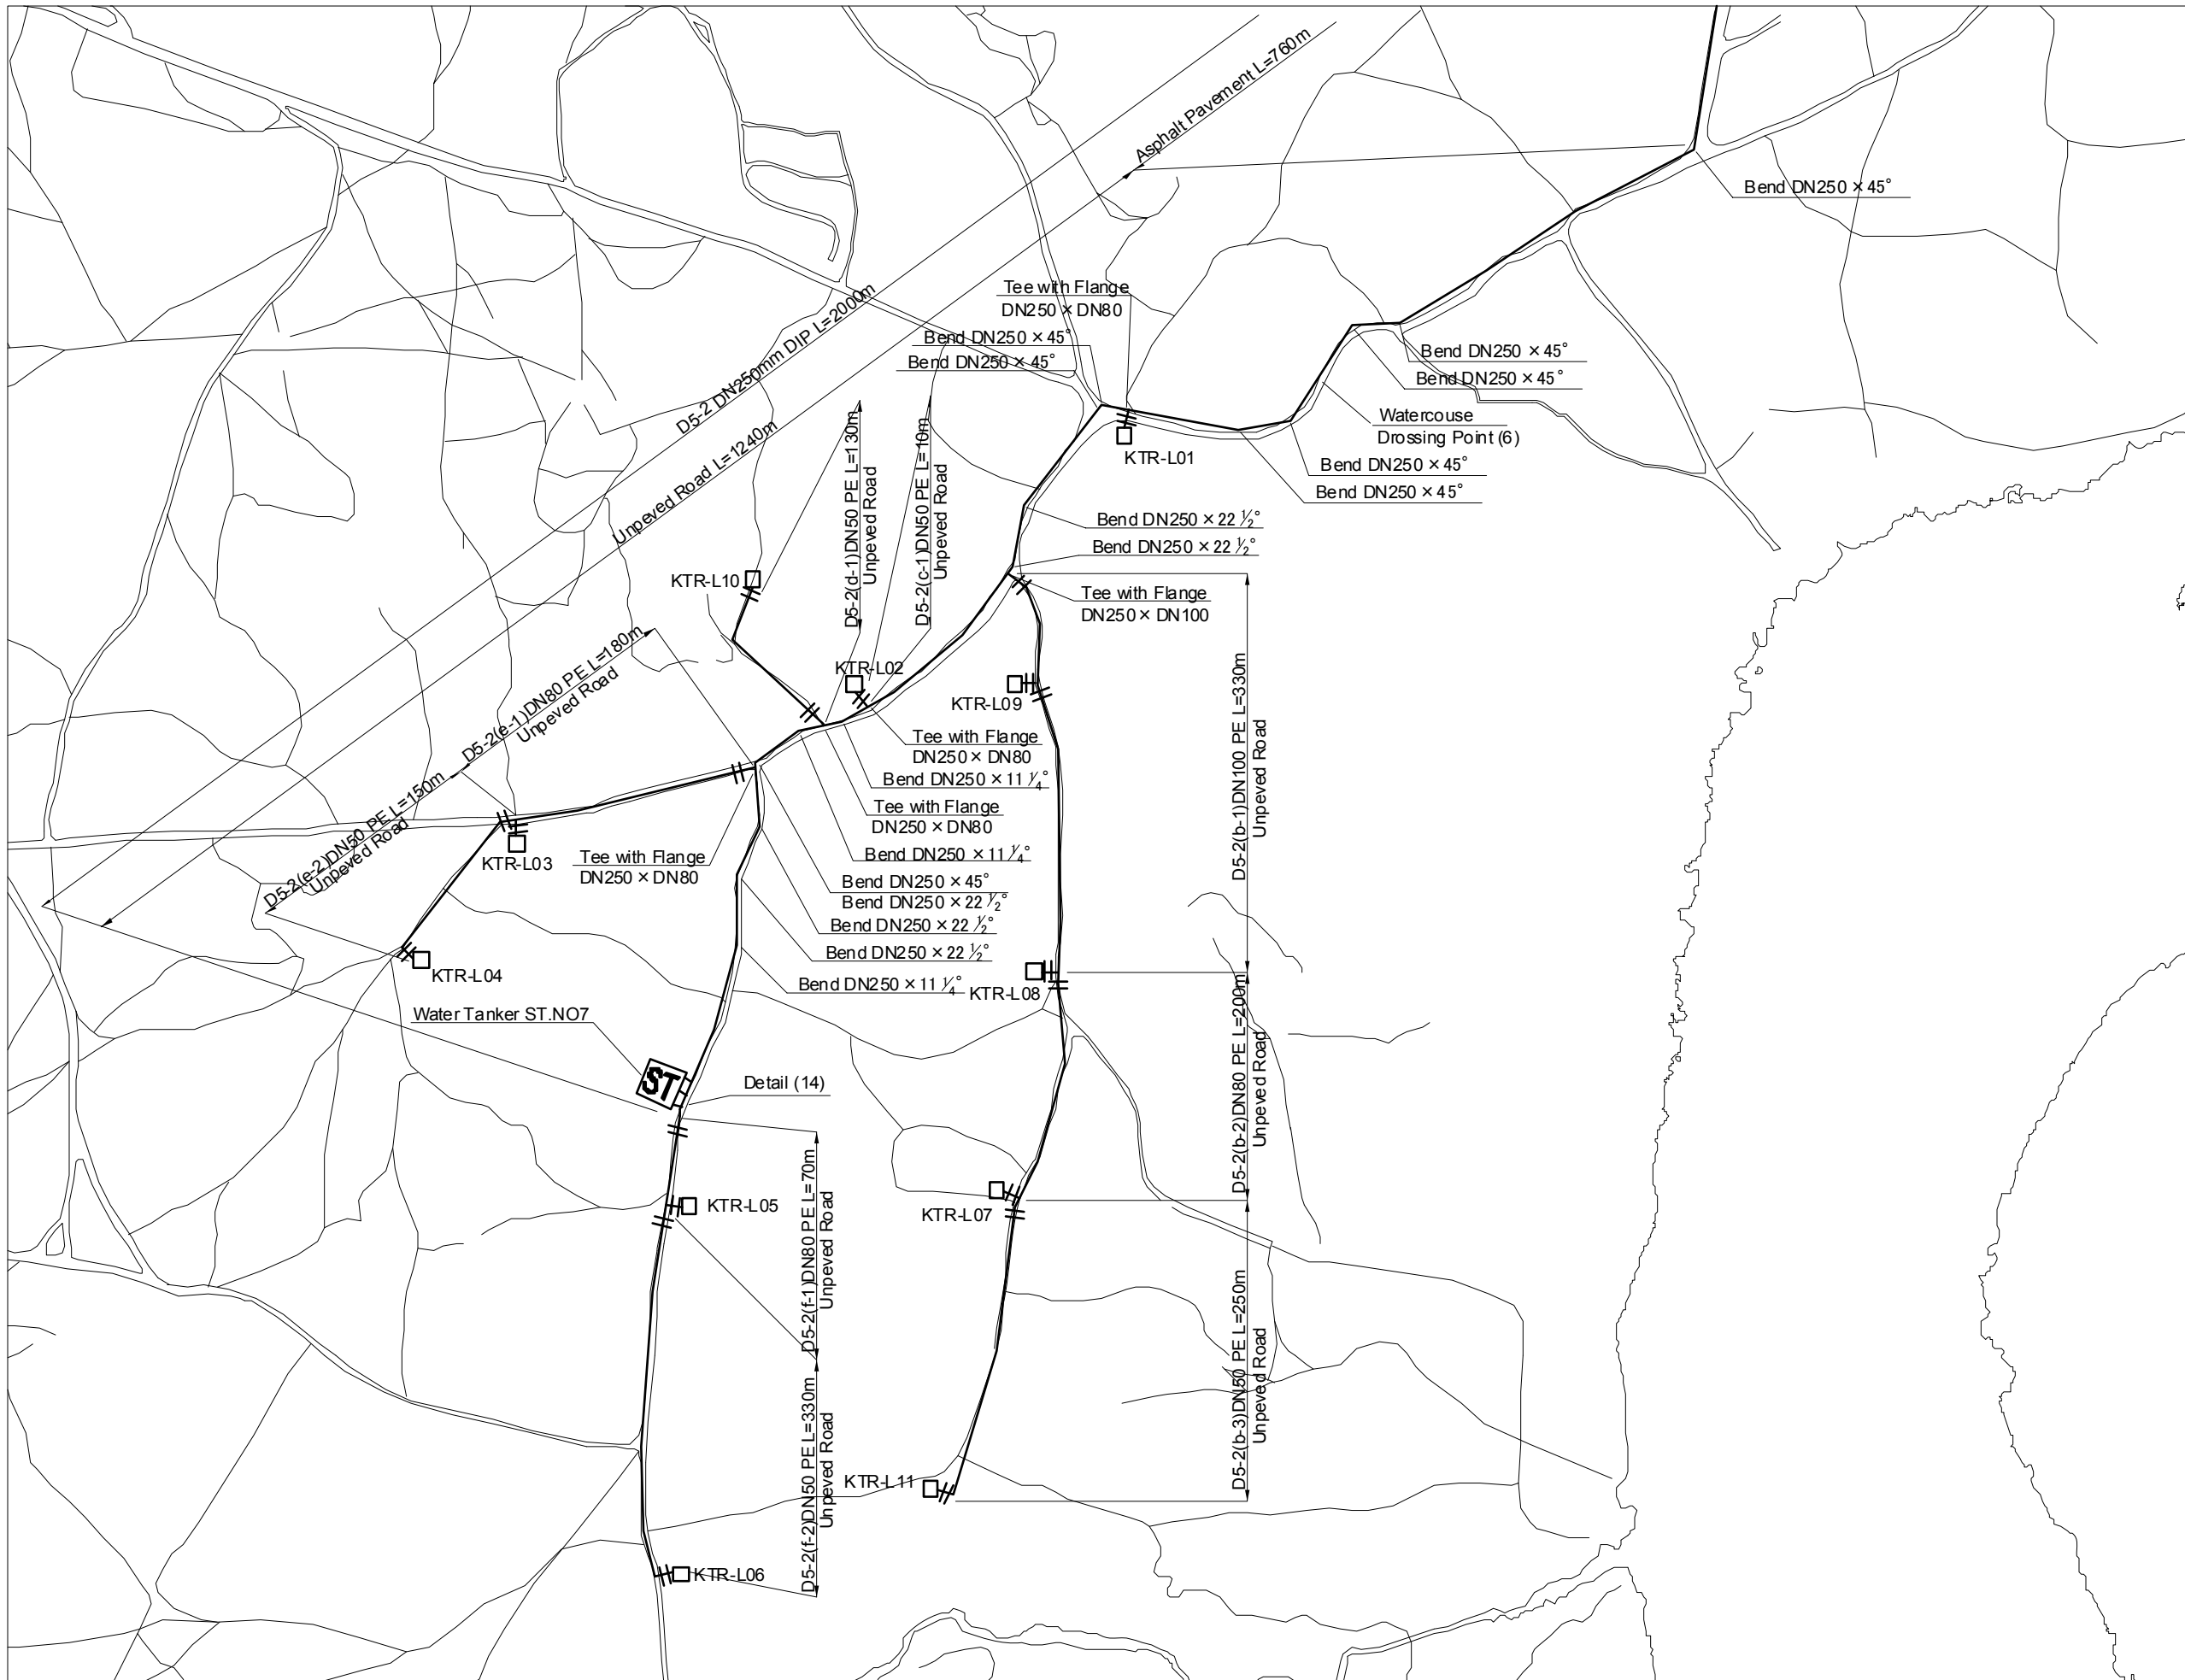 Asphalt Pavement L=760m
Bend DN250 × 45°
D5-2 DN250mm DIP L=2000m
Unpeved Road L=1240m
Tee with Flange
DN250 × DN80
Bend DN250 × 45°
Bend DN250 × 45°
Bend DN250 × 45°
Bend DN250 × 45°
Watercouse
Drossing Point (6)
KTR-L01
Bend DN250 × 45°
Bend DN250 × 45°
D5-2(d-1)DN50 PE L=130m
Unpeved Road
D5-2(c-1)DN50 PE L=10m
Unpeved Road
Bend DN250 × 22 ½°
Bend DN250 × 22 ½°
KTR-L10
Tee with Flange
DN250 × DN100
D5-2(e-1)DN80 PE L=180m
Unpeved Road
KTR-L02
KTR-L09
D5-2(b-1)DN100 PE L=330m
Unpeved Road
Tee with Flange
DN250 × DN80
Bend DN250 × 11 ¼°
Tee with Flange
DN250 × DN80
D5-2(e-2)DN50 PE L=150m
Unpeved Road
KTR-L03
Tee with Flange
DN250 × DN80
Bend DN250 × 11 ¼°
Bend DN250 × 45°
Bend DN250 × 22 ½°
Bend DN250 × 22 ½°
Bend DN250 × 22 ½°
Bend DN250 × 11 ¼°
KTR-L04
KTR-L08
Water Tanker ST.NO7
ST
Detail (14)
D5-2(b-2)DN80 PE L=200m
Unpeved Road
KTR-L05
KTR-L07
D5-2(f-1)DN80 PE L=70m
Unpeved Road
D5-2(b-3)DN50 PE L=250m
Unpeved Road
D5-2(f-2)DN50 PE L=330m
Unpeved Road
KTR-L11
KTR-L06